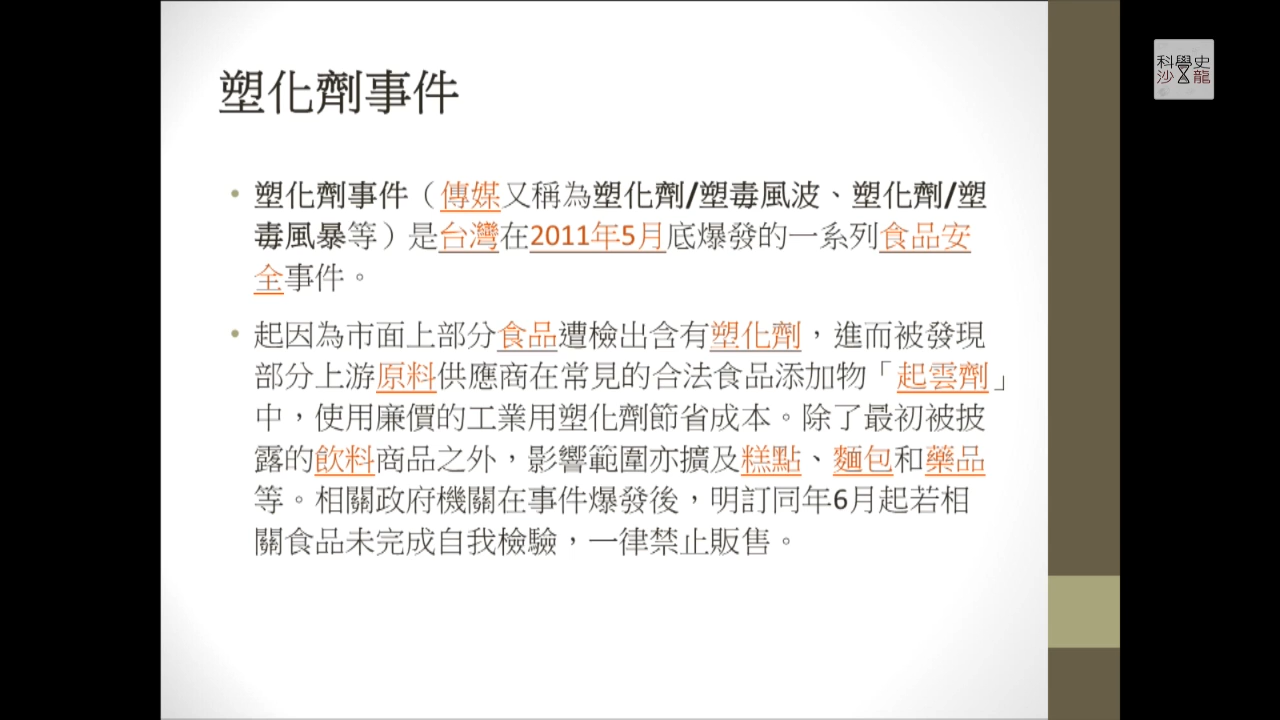 塑化劑事件
• 塑化劑事件（傳媒又稱為塑化劑/塑毒風波、塑化劑/塑
毒風暴等）是台灣在2011年5月底爆發的一系列食品安
全事件。
• 起因為市面上部分食品遭檢出含有塑化劑，進而被發現
部分上游原料供應商在常見的合法食品添加物「起雲劑」
中，使用廉價的工業用塑化劑節省成本。除了最初被披
露的飲料商品之外，影響範圍亦擴及糕點、麵包和藥品
等。相關政府機關在事件爆發後，明訂同年6月起若相
關食品未完成自我檢驗，一律禁止販售。
科學史
沙龍